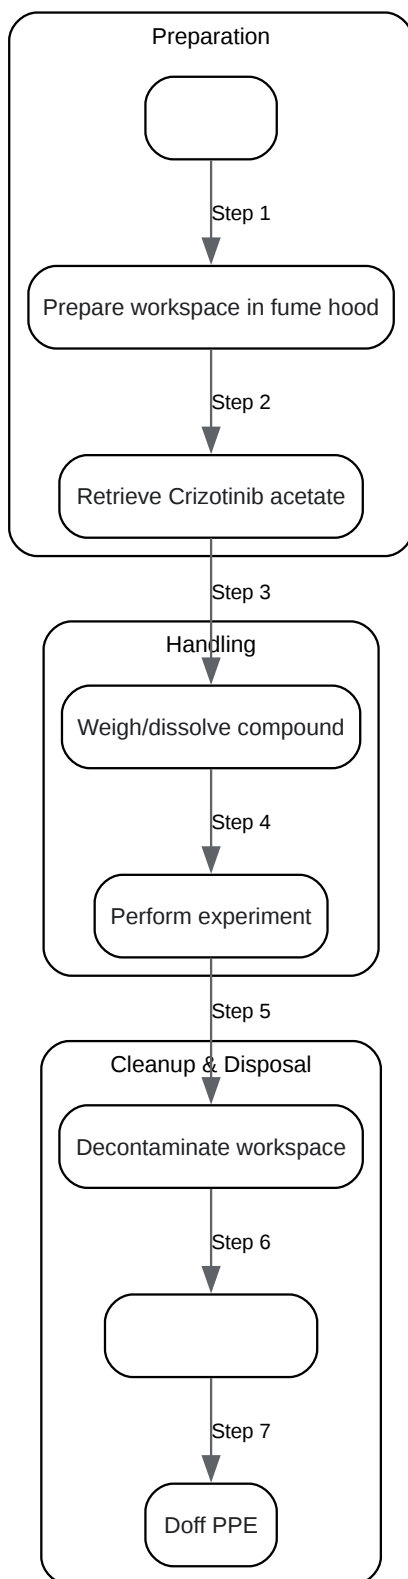 Preparation
Step 1
Prepare workspace in fume hood
Step 2
Retrieve Crizotinib acetate
Step 3
Handling
Weigh/dissolve compound
Step 4
Perform experiment
Step 5
Cleanup & Disposal
Decontaminate workspace
Step 6
Step 7
Doff PPE